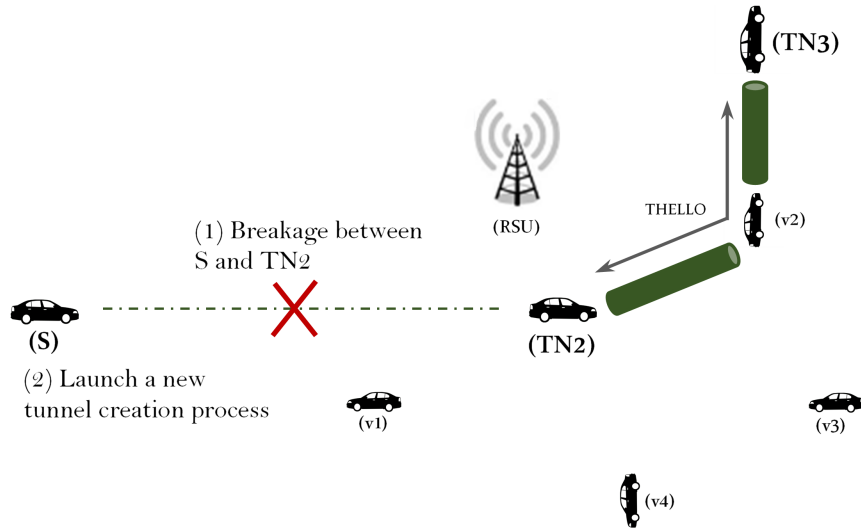 (TN3)
THELLO
(v2)
(RSU)
(1) Breakage between
S and TN2
(S)
(TN2)
(2) Launch a new
tunnel creation process
(v1)
(v3)
(v4)